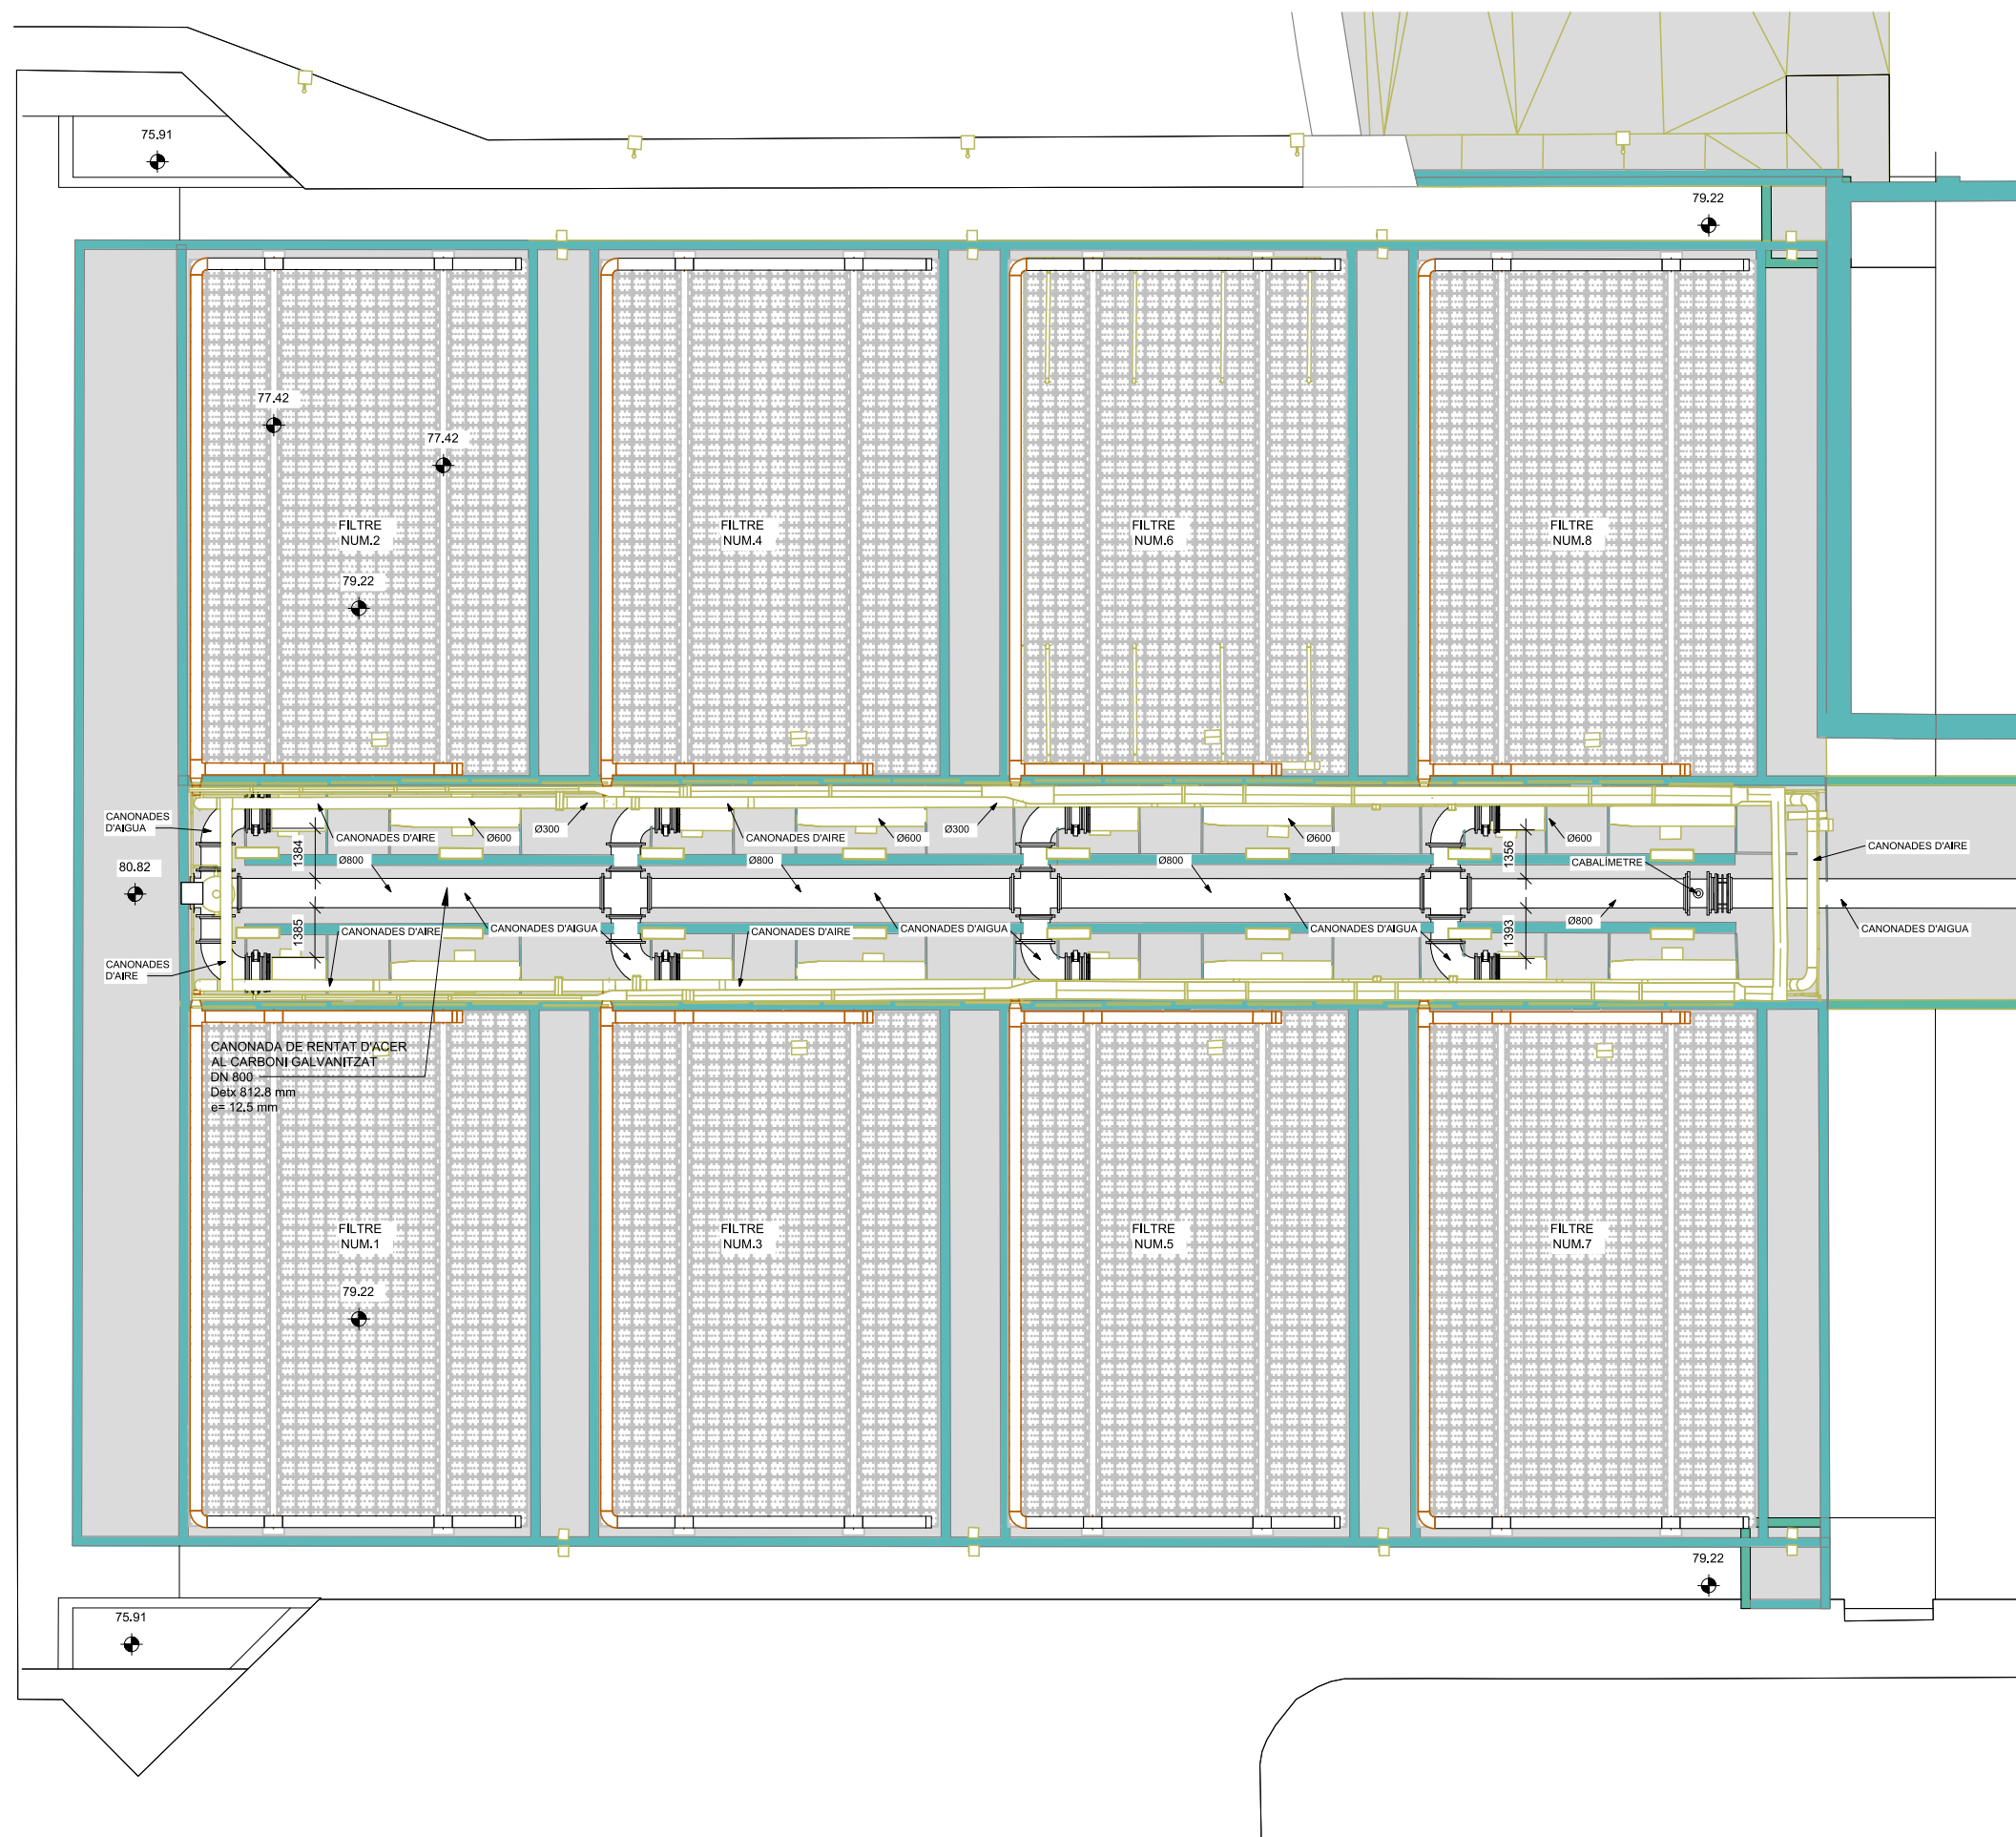 75.91
79.22
77.42
77.42
FILTRE
NUM.2
FILTRE
NUM.4
FILTRE
NUM.6
FILTRE
NUM.8
79.22
CANONADES
D'AIGUA
CANONADES D'AIRE
Ø600
Ø300
CANONADES D'AIRE
Ø600
Ø300
Ø600
Ø600
1384
1356
CANONADES D'AIRE
80.82
Ø800
Ø800
Ø800
CABALÍMETRE
Ø800
1385
1393
CANONADES D'AIRE
CANONADES D'AIGUA
CANONADES D'AIRE
CANONADES D'AIGUA
CANONADES D'AIGUA
CANONADES D'AIGUA
CANONADES
D'AIRE
CANONADA DE RENTAT D'ACER
AL CARBONI GALVANITZAT
DN 800
Detx 812.8 mm
e= 12.5 mm
FILTRE
NUM.1
FILTRE
NUM.3
FILTRE
NUM.5
FILTRE
NUM.7
79.22
79.22
75.91